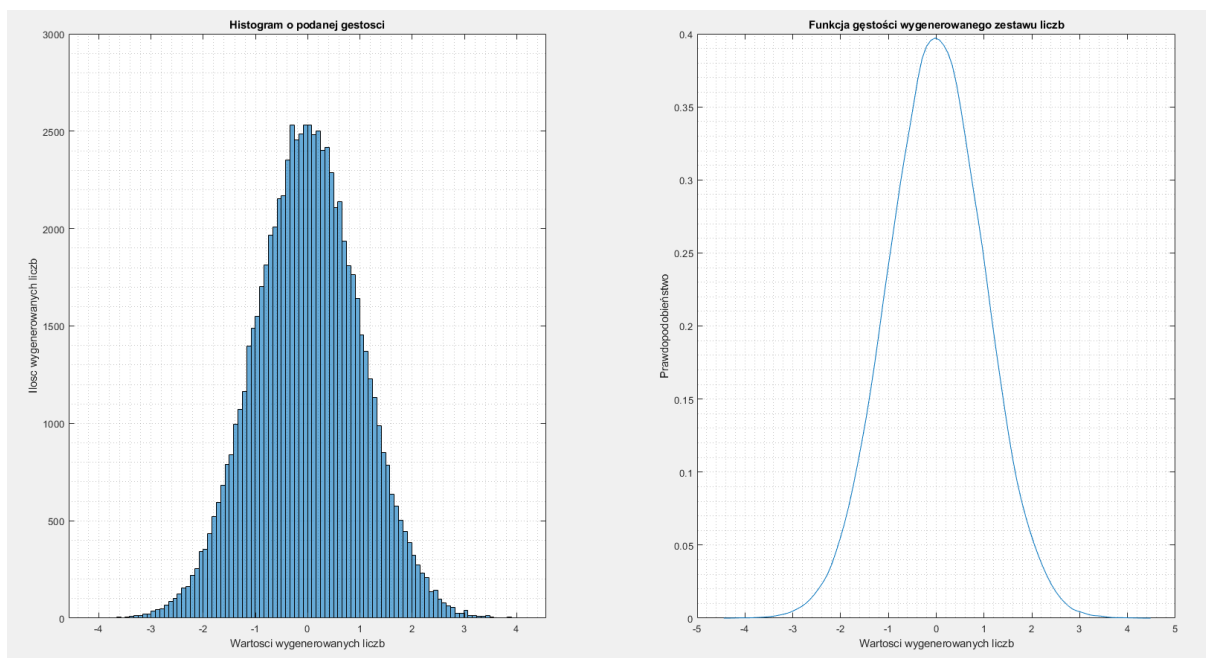 Histogram o podanej gestosci
3000
2500
2000
1500
1000
500
0
Ilosc wygenerowanych liczb
-4 -3 -2 -1 0 1 2 3 4
Wartosci wygenerowanych liczb
Funkcja gęstości wygenerowanego zestawu liczb
0.4
0.35
0.3
0.25
0.2
0.15
0.1
0.05
0
Prawdopodobieństwo
-5 -4 -3 -2 -1 0 1 2 3 4 5
Wartosci wygenerowanych liczb